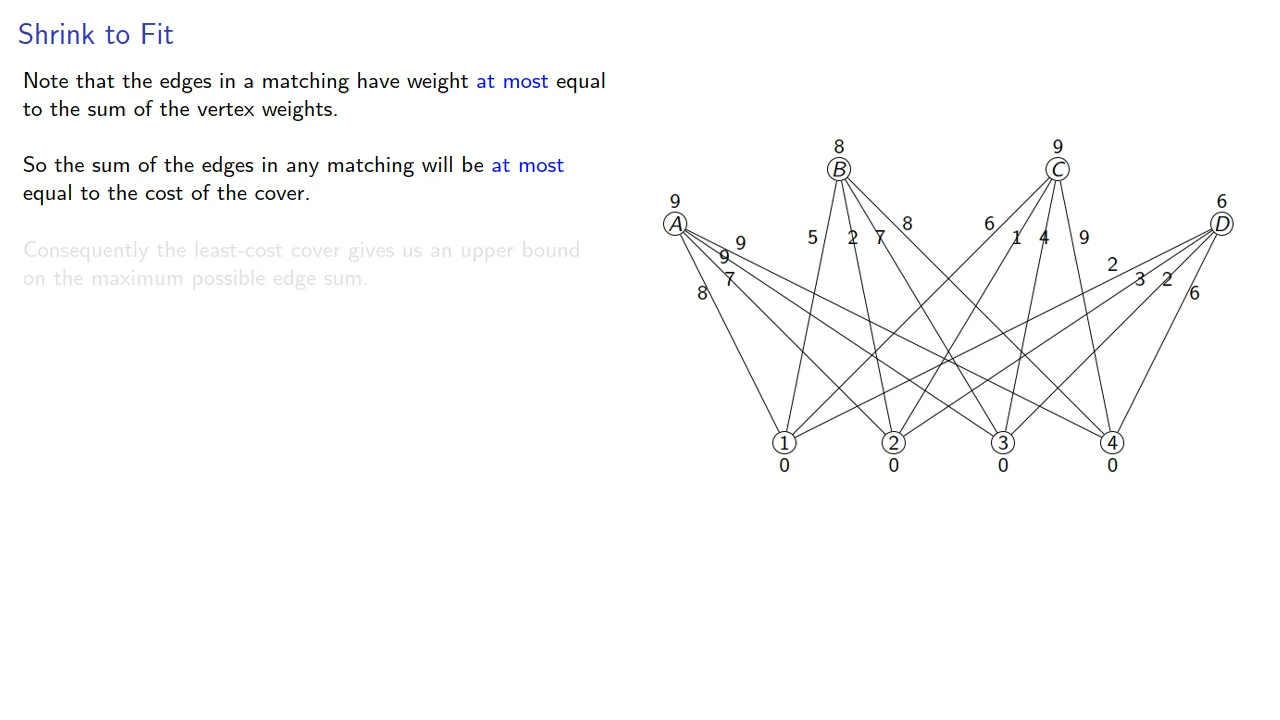 Shrink to Fit
Note that the edges in a matching have weight at most equal
to the sum of the vertex weights.
So the sum of the edges in any matching will be at most
equal to the cost of the cover.
Consequently the least-cost cover gives us an upper bound
on the maximum possible edge sum.
8 9
B C
9 6
A D
9 5 2 7 8 6 1 4 9 2
9 7 8 3 2 6
1 2 3 4
0 0 0 0